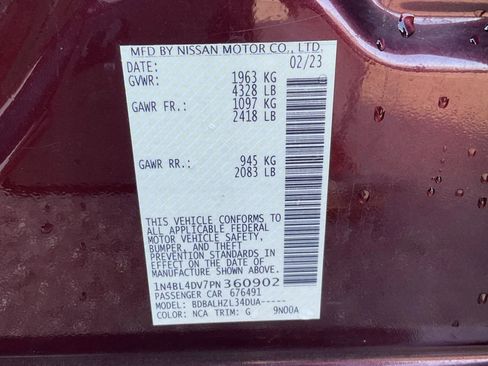 MFD BY NISSAN MOTOR CO., LTD.
DATE: 02/23
GVWR: 1963 KG
4328 LB
GAWR FR.: 1097 KG
2418 LB
GAWR RR.: 945 KG
2083 LB
THIS VEHICLE CONFORMS TO
ALL APPLICABLE FEDERAL
MOTOR VEHICLE SAFETY,
BUMPER, AND THEFT
PREVENTION STANDARDS IN
EFFECT ON THE DATE OF
MANUFACTURE SHOWN ABOVE.
1N4BL4DV7PN360902
PASSENGER CAR 676491
MODEL: BDBALHZL34DUA-----
COLOR: NCA TRIM: G 9N00A